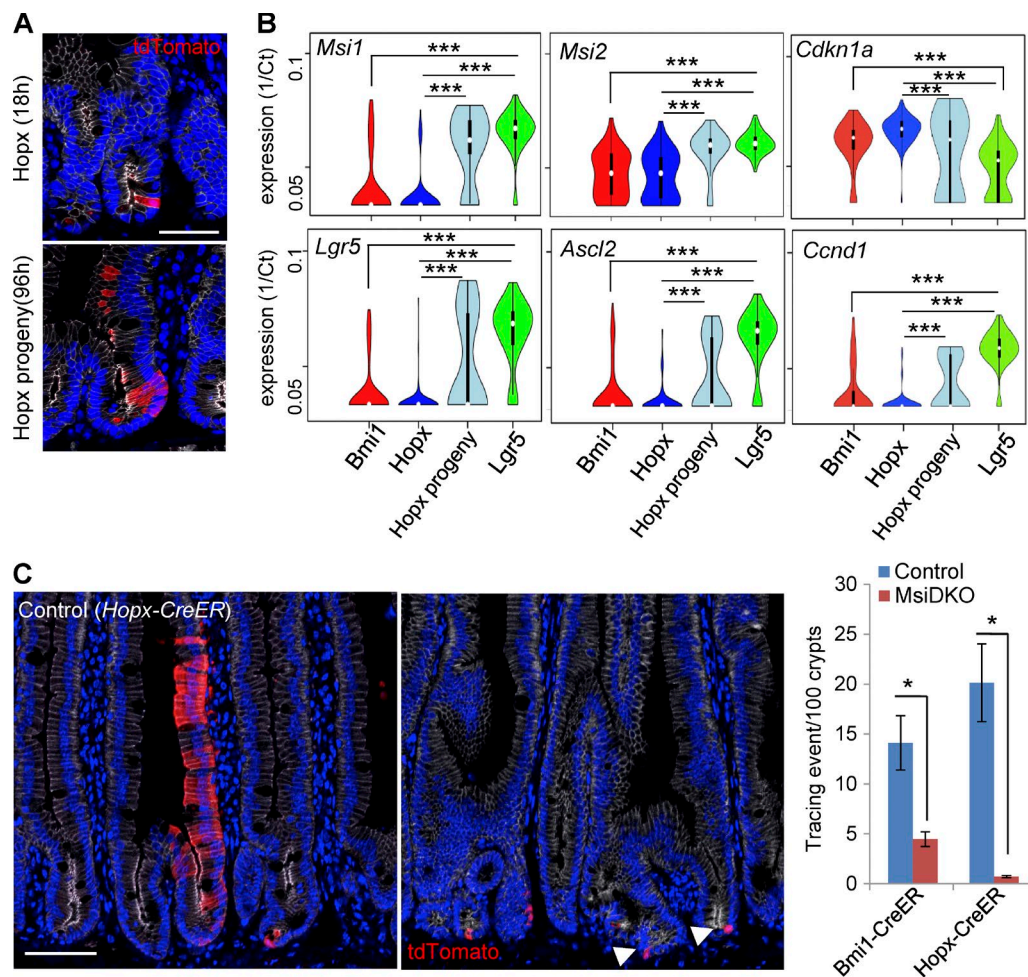 A
tdTomato
Hopx (18h)
Hopx progeny(96h)
B
Msi1
***
***
***
Msi2
***
***
***
Cdkn1a
***
***
***
0.1
0.05
expression (1/Ct)
Lgr5
***
***
***
Ascl2
***
***
***
Ccnd1
***
***
***
0.1
0.05
expression (1/Ct)
Bmi1
Hopx
Hopx progeny
Lgr5
Bmi1
Hopx
Hopx progeny
Lgr5
Bmi1
Hopx
Hopx progeny
Lgr5
C
Control (Hopx-CreER)
tdTomato
Control
MsiDKO
30
25
20
15
10
5
0
Tracing event/100 crypts
*
*
Bmi1-CreER
Hopx-CreER